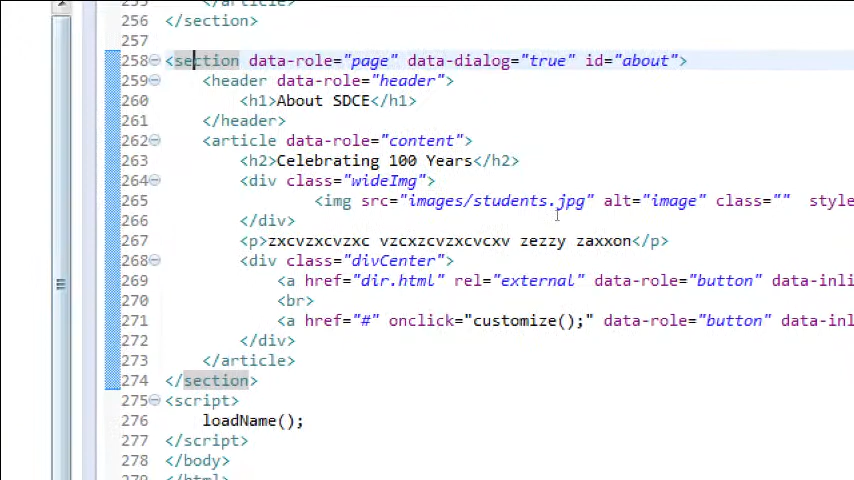 </article>
256 </section>
257
258 <section data-role="page" data-dialog="true" id="about">
259 <header data-role="header">
260 <h1>About SDCE</h1>
261 </header>
262 <article data-role="content">
263 <h2>Celebrating 100 Years</h2>
264 <div class="wideImg">
265 <img src="images/students.jpg" alt="image" class="" style
266 </div>
267 <p>zxcvzxcvzxc vzcxzcvzxcvcxv zezzy zaxxon</p>
268 <div class="divCenter">
269 <a href="dir.html" rel="external" data-role="button" data-inli
270 <br>
271 <a href="#" onclick="customize();" data-role="button" data-inl
272 </div>
273 </article>
274 </section>
275 <script>
276 loadName();
277 </script>
278 </body>
279 </html>